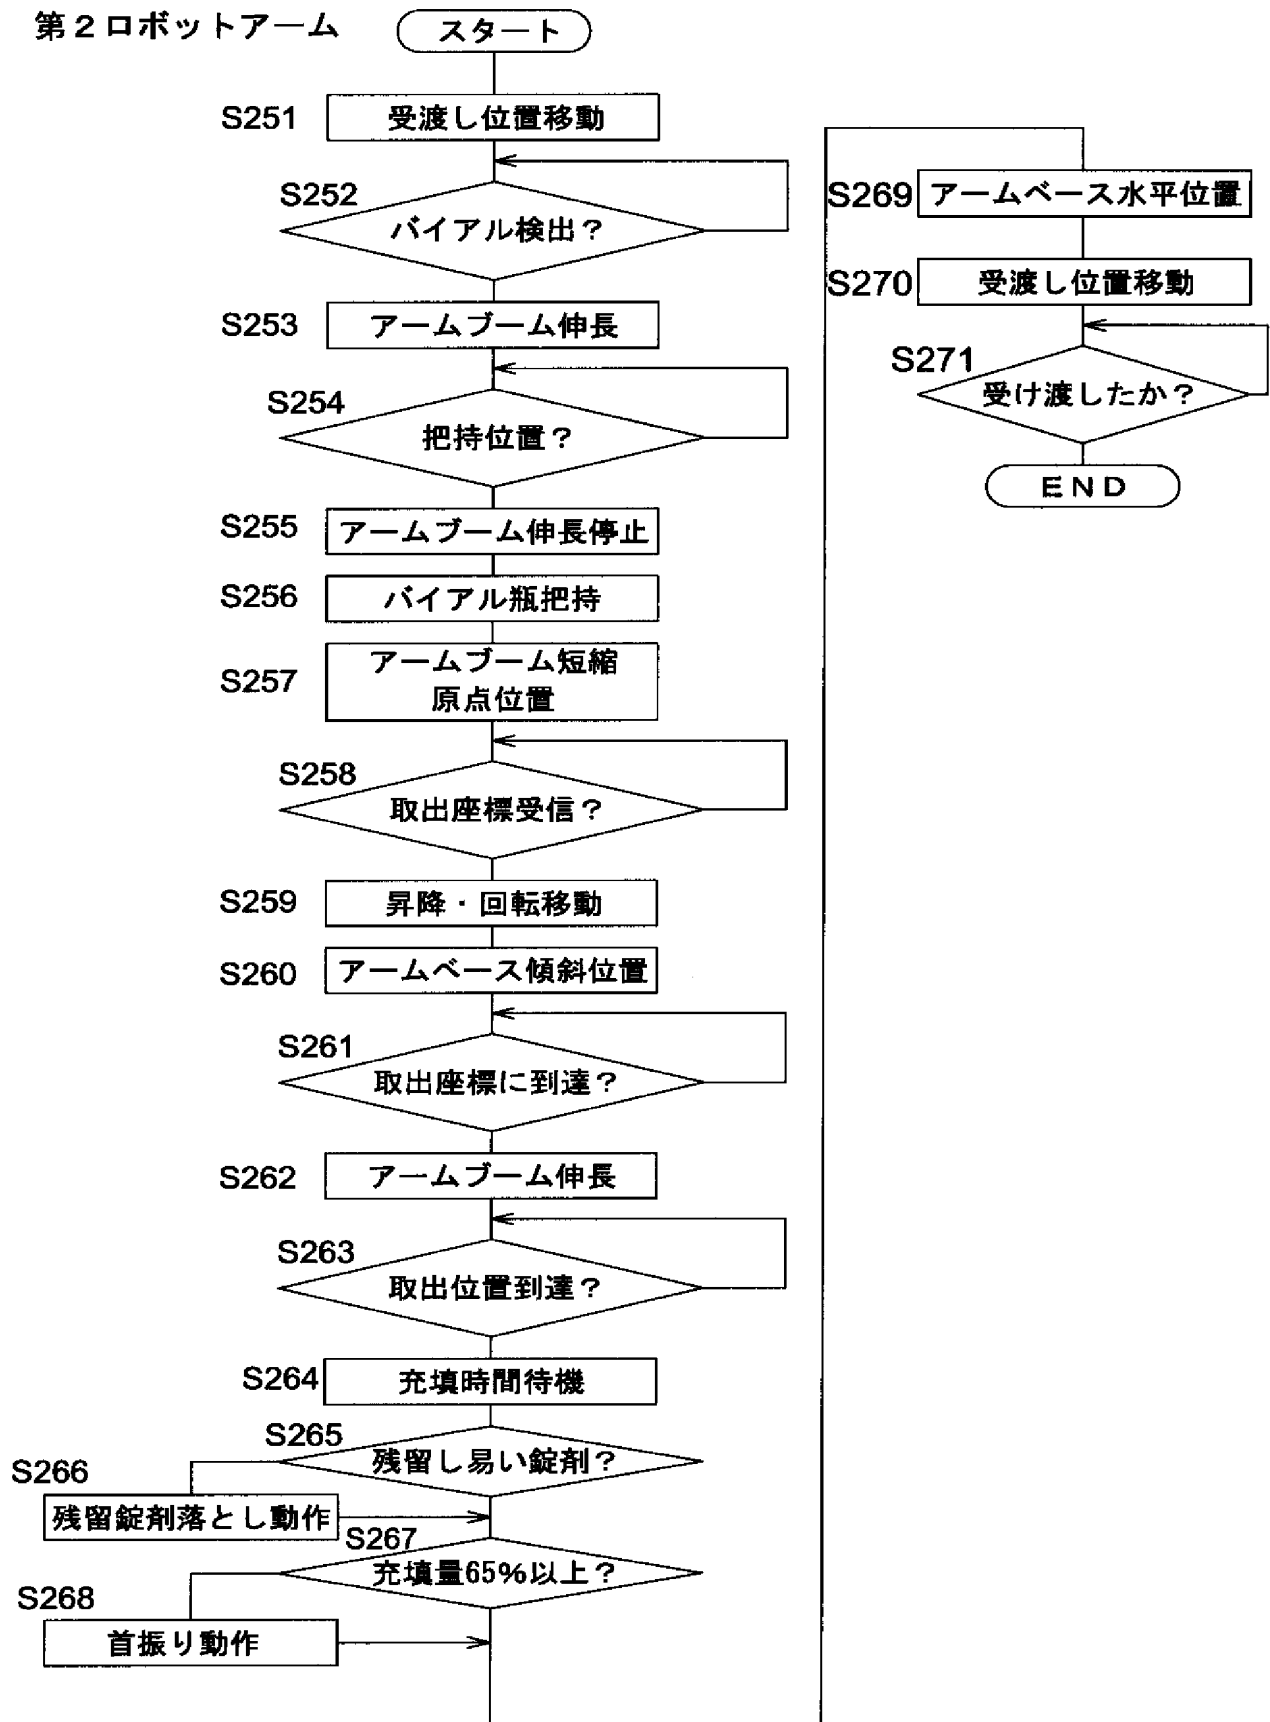 第２ロボットアーム
スタート
S251
受渡し位置移動
S252
バイアル検出？
S253
アームブーム伸長
S254
把持位置？
S255
アームブーム伸長停止
S256
バイアル瓶把持
S257
アームブーム短縮
原点位置
S258
取出座標受信？
S259
昇降・回転移動
S260
アームベース傾斜位置
S261
取出座標に到達？
S262
アームブーム伸長
S263
取出位置到達？
S264
充填時間待機
S265
残留し易い錠剤？
S266
残留錠剤落とし動作
S267
充填量65％以上？
S268
首振り動作
S269
アームベース水平位置
S270
受渡し位置移動
S271
受け渡したか？
ＥＮＤ